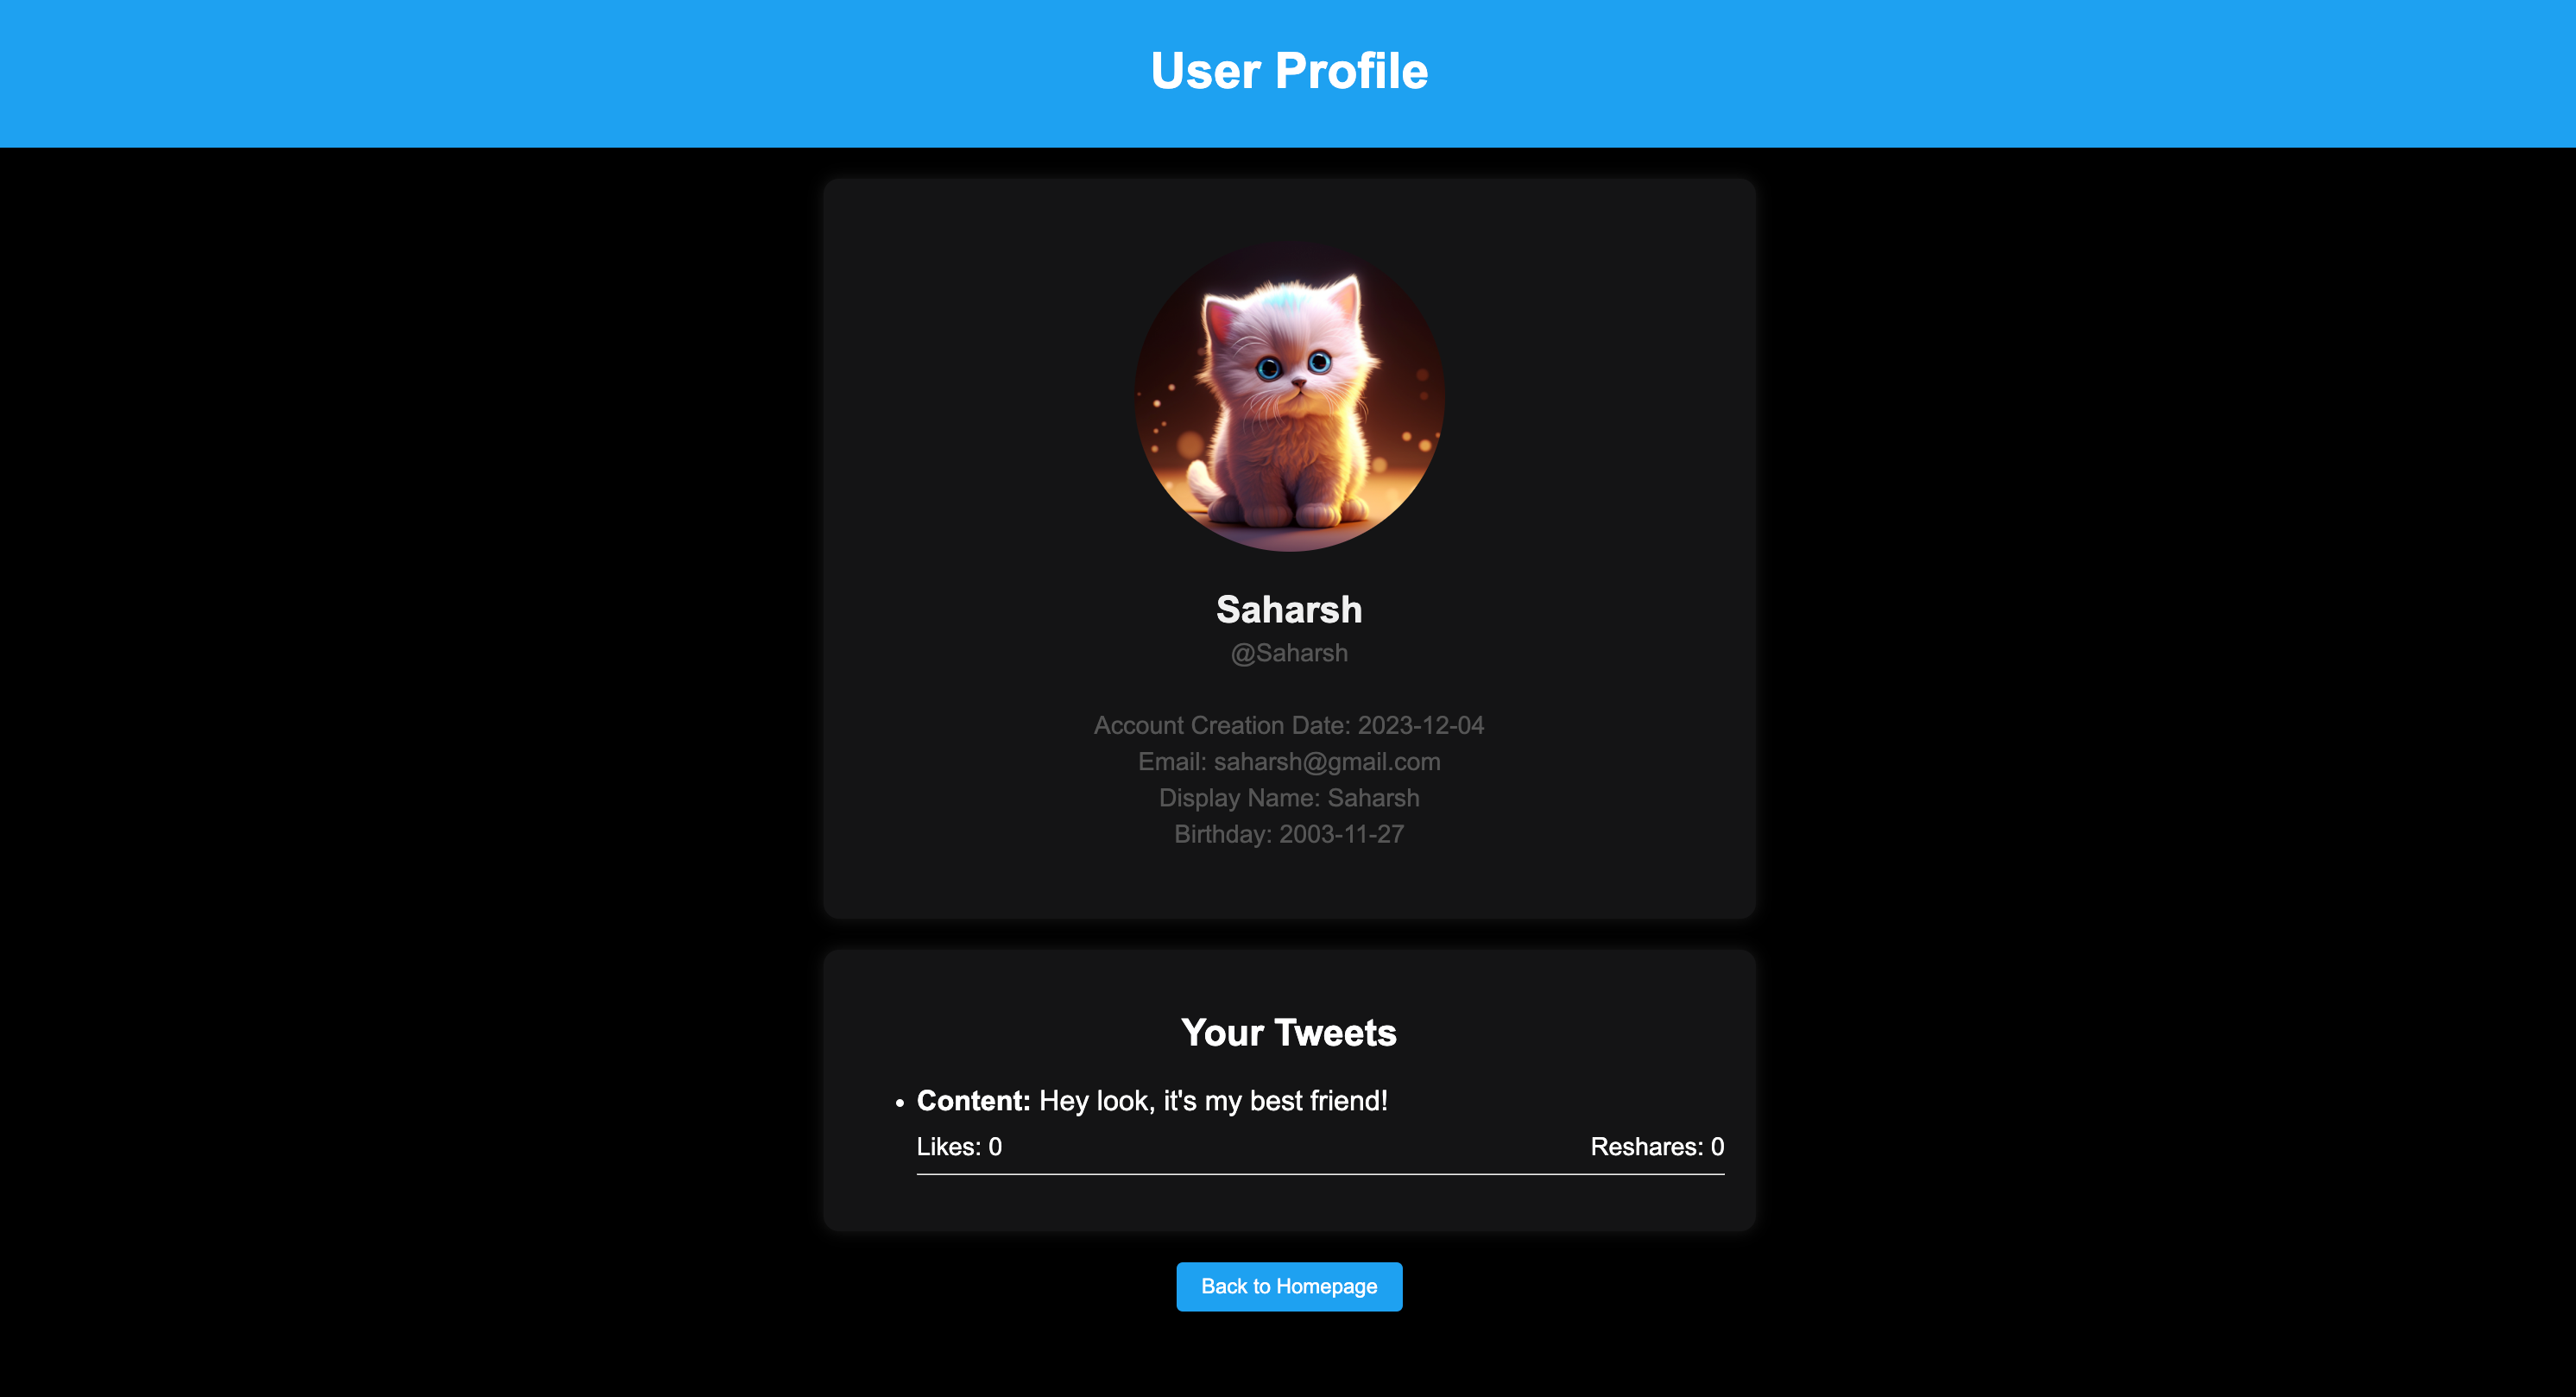 User Profile
Saharsh
@Saharsh
Account Creation Date: 2023-12-04
Email: saharsh@gmail.com
Display Name: Saharsh
Birthday: 2003-11-27
Your Tweets
• Content: Hey look, it's my best friend!
Likes: 0 Reshares: 0
Back to Homepage